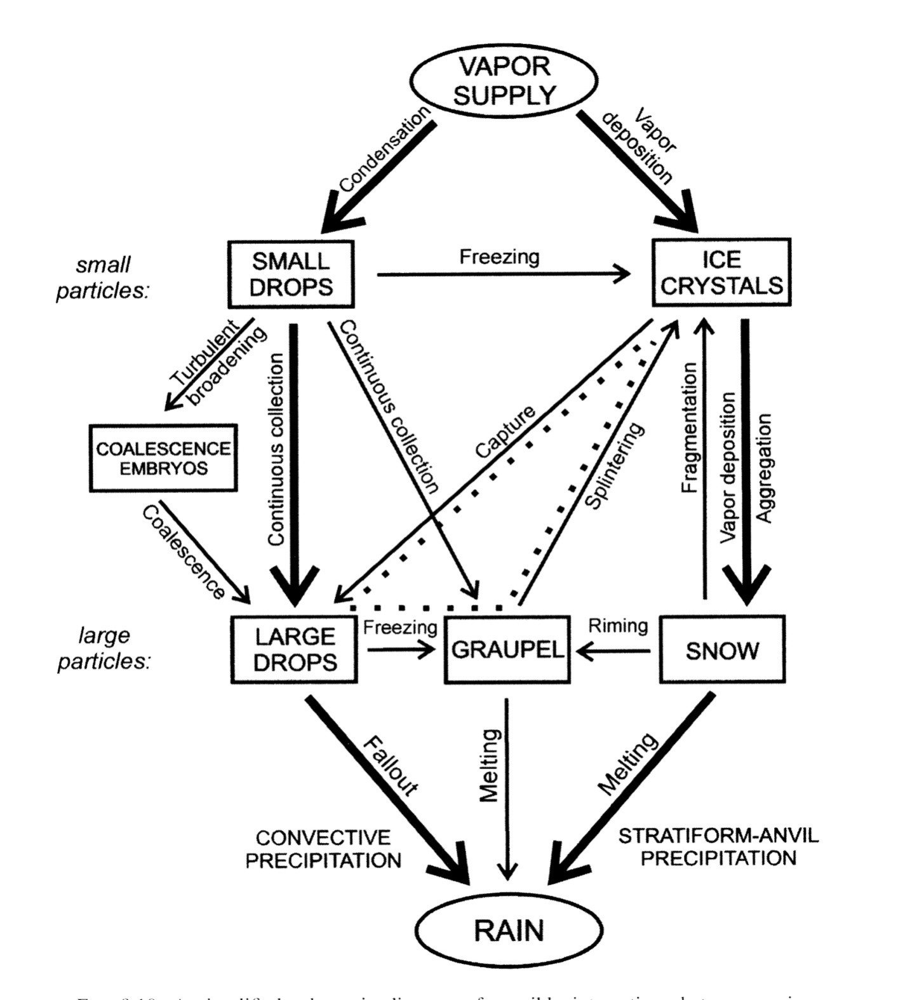 VAPOR
SUPPLY
Condensation
Vapor
deposition
small
particles:
SMALL
DROPS
Freezing
ICE
CRYSTALS
Turbulent
broadening
Continuous collection
Continuous collection
Capture
Splintering
Fragmentation
Vapor deposition
Aggregation
COALESCENCE
EMBRYOS
Coalescence
large
particles:
LARGE
DROPS
Freezing
GRAUPEL
Riming
SNOW
Fallout
Melting
Melting
CONVECTIVE
PRECIPITATION
STRATIFORM-ANVIL
PRECIPITATION
RAIN